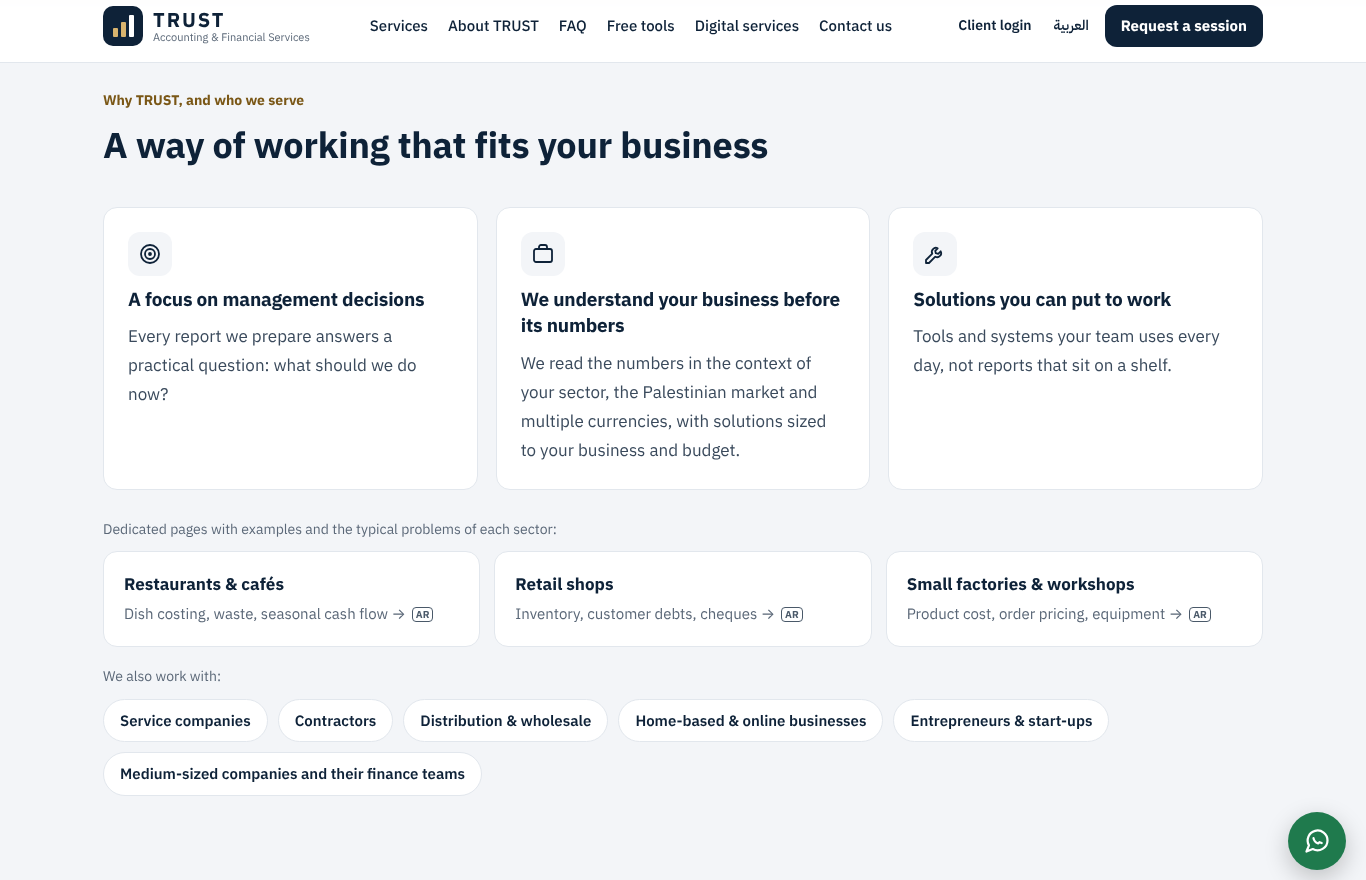 TRUST
Accounting & Financial Services
Services
About TRUST
FAQ
Free tools
Digital services
Contact us
Client login
العربية
Request a session
Why TRUST, and who we serve
A way of working that fits your business
A focus on management decisions
Every report we prepare answers a
practical question: what should we do
now?
We understand your business before
its numbers
We read the numbers in the context of
your sector, the Palestinian market and
multiple currencies, with solutions sized
to your business and budget.
Solutions you can put to work
Tools and systems your team uses every
day, not reports that sit on a shelf.
Dedicated pages with examples and the typical problems of each sector:
Restaurants & cafés
Dish costing, waste, seasonal cash flow → AR
Retail shops
Inventory, customer debts, cheques → AR
Small factories & workshops
Product cost, order pricing, equipment → AR
We also work with:
Service companies
Contractors
Distribution & wholesale
Home-based & online businesses
Entrepreneurs & start-ups
Medium-sized companies and their finance teams